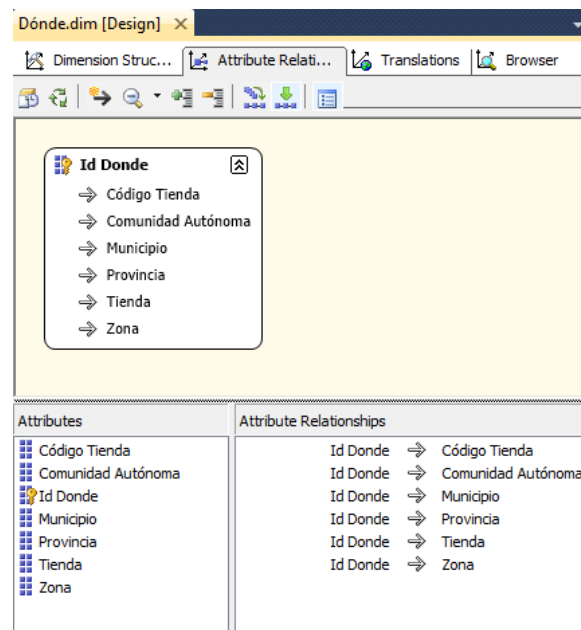 Dónde.dim [Design]
Dimension Struc... Attribute Relati... Translations Browser
Id Donde
Código Tienda
Comunidad Autónoma
Municipio
Provincia
Tienda
Zona
Attributes
Código Tienda
Comunidad Autónoma
Id Donde
Municipio
Provincia
Tienda
Zona
Attribute Relationships
Id Donde Código Tienda
Id Donde Comunidad Autónoma
Id Donde Municipio
Id Donde Provincia
Id Donde Tienda
Id Donde Zona